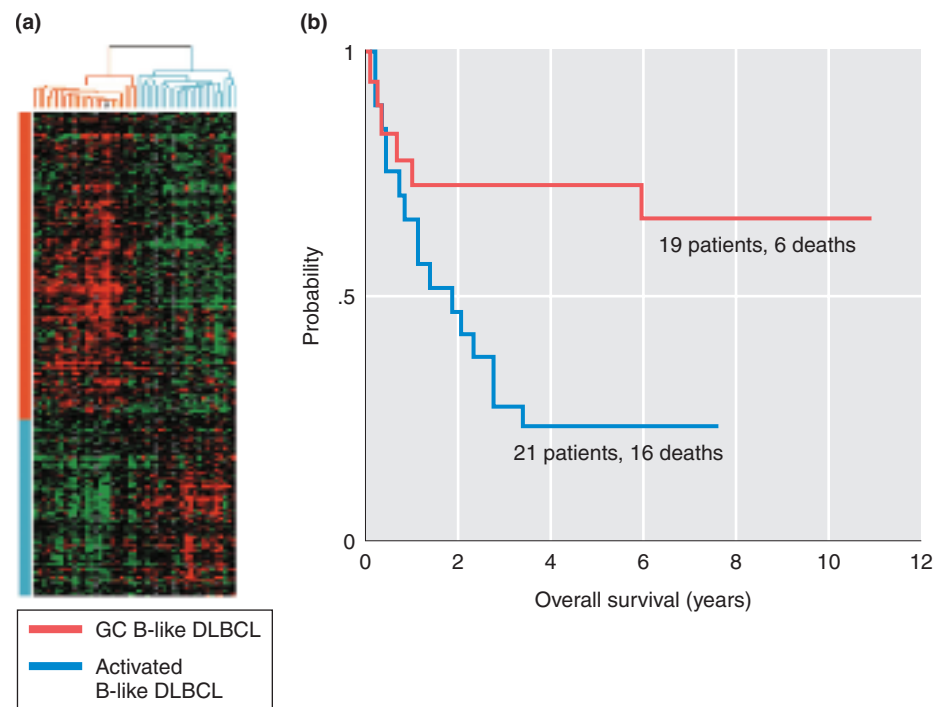 (a)
GC B-like DLBCL
Activated
B-like DLBCL
(b)
1
.5
0
Probability
19 patients, 6 deaths
21 patients, 16 deaths
0 2 4 6 8 10 12
Overall survival (years)